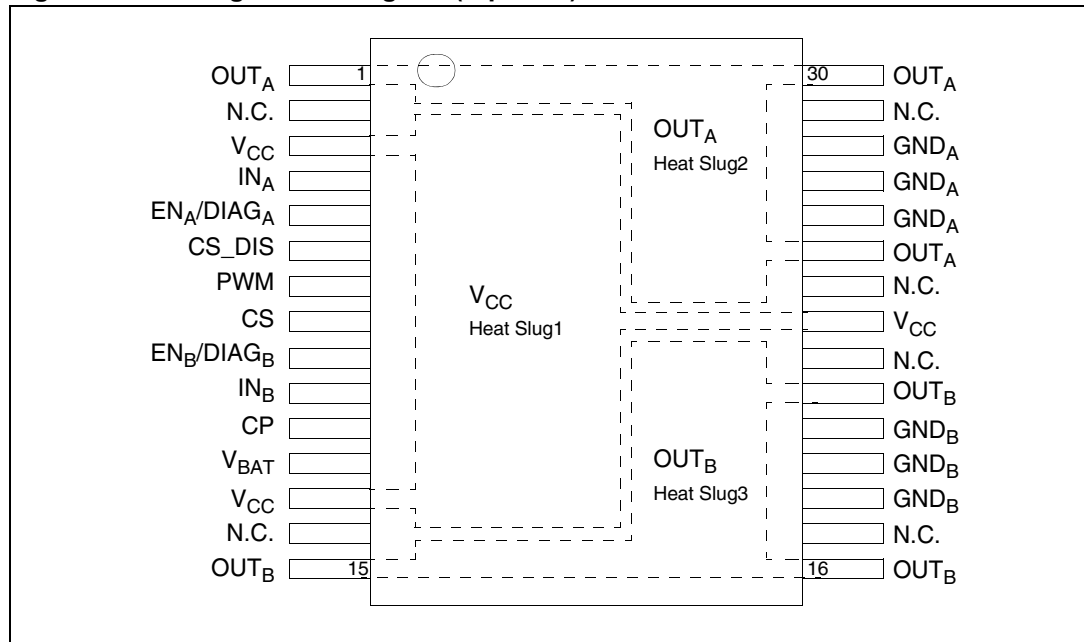 OUTA 1 30 OUTA
N.C. N.C.
VCC OUTA GNDA
INA Heat Slug2 GNDA
ENA/DIAGA GNDA
CS_DIS OUTA
PWM N.C.
VCC
CS Heat Slug1 VCC
ENB/DIAGB N.C.
INB OUTB
CP GNDB
VBAT OUTB GNDB
VCC Heat Slug3 GNDB
N.C. N.C.
OUTB 15 16 OUTB